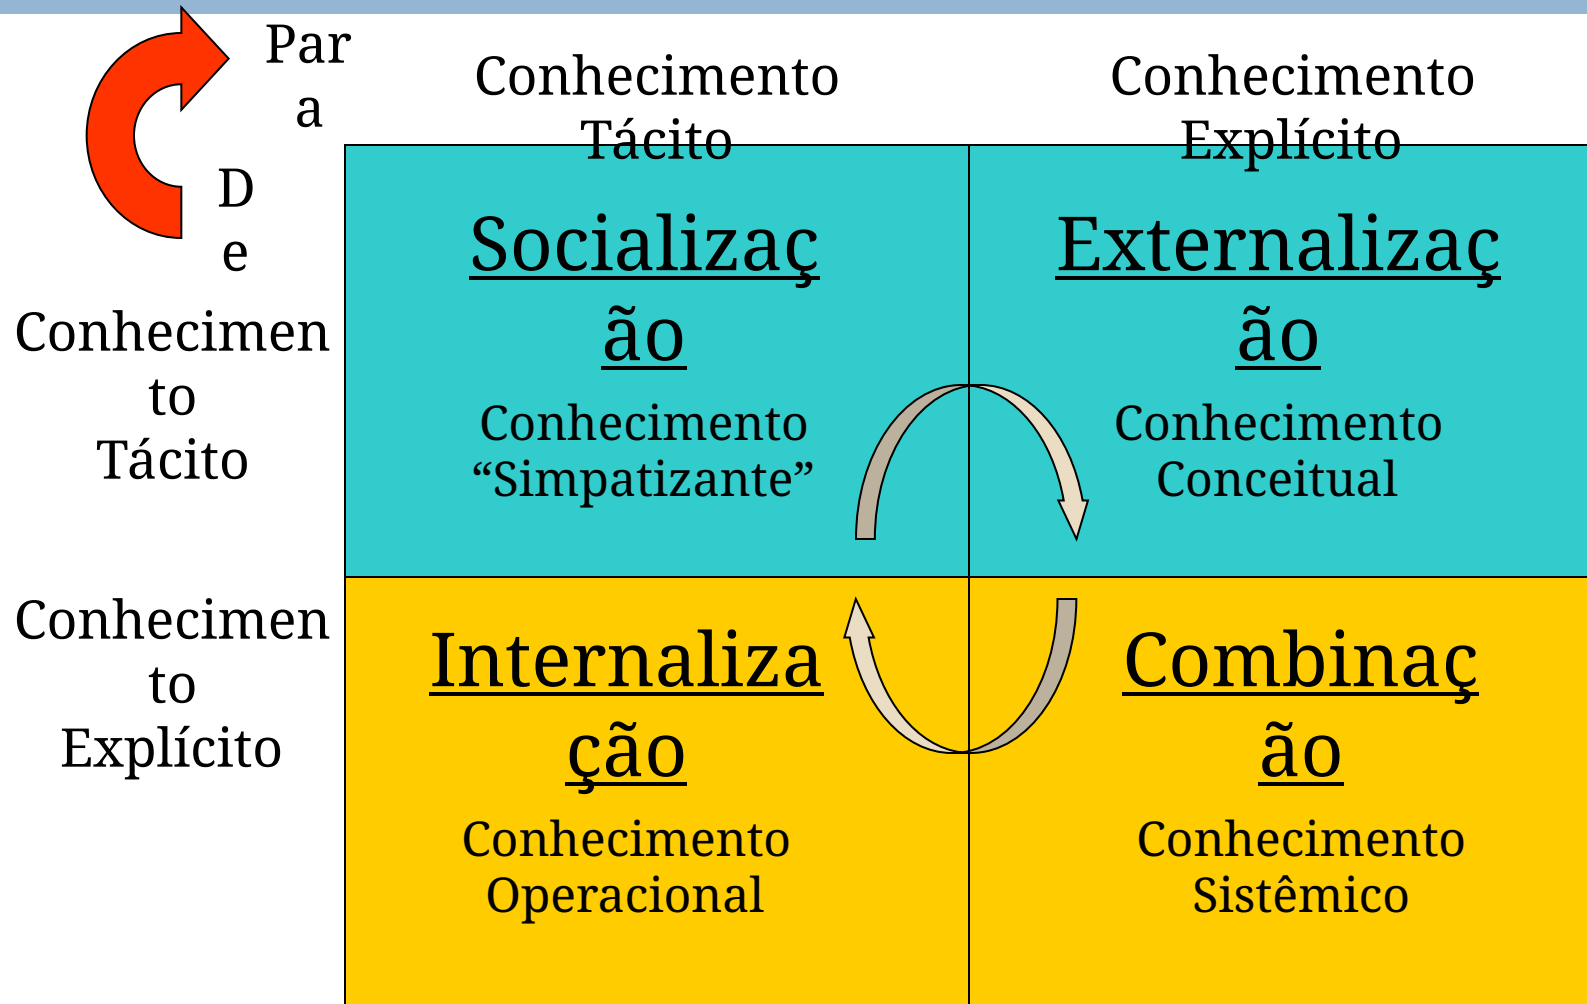 Par
a
Conhecimento
Tácito
Conhecimento
Explícito
D
e
Conhecimen
to
Tácito
Socializaç
ão
Conhecimento
“Simpatizante”
Externalizaç
ão
Conhecimento
Conceitual
Conhecimen
to
Explícito
Internaliza
ção
Conhecimento
Operacional
Combinaç
ão
Conhecimento
Sistêmico